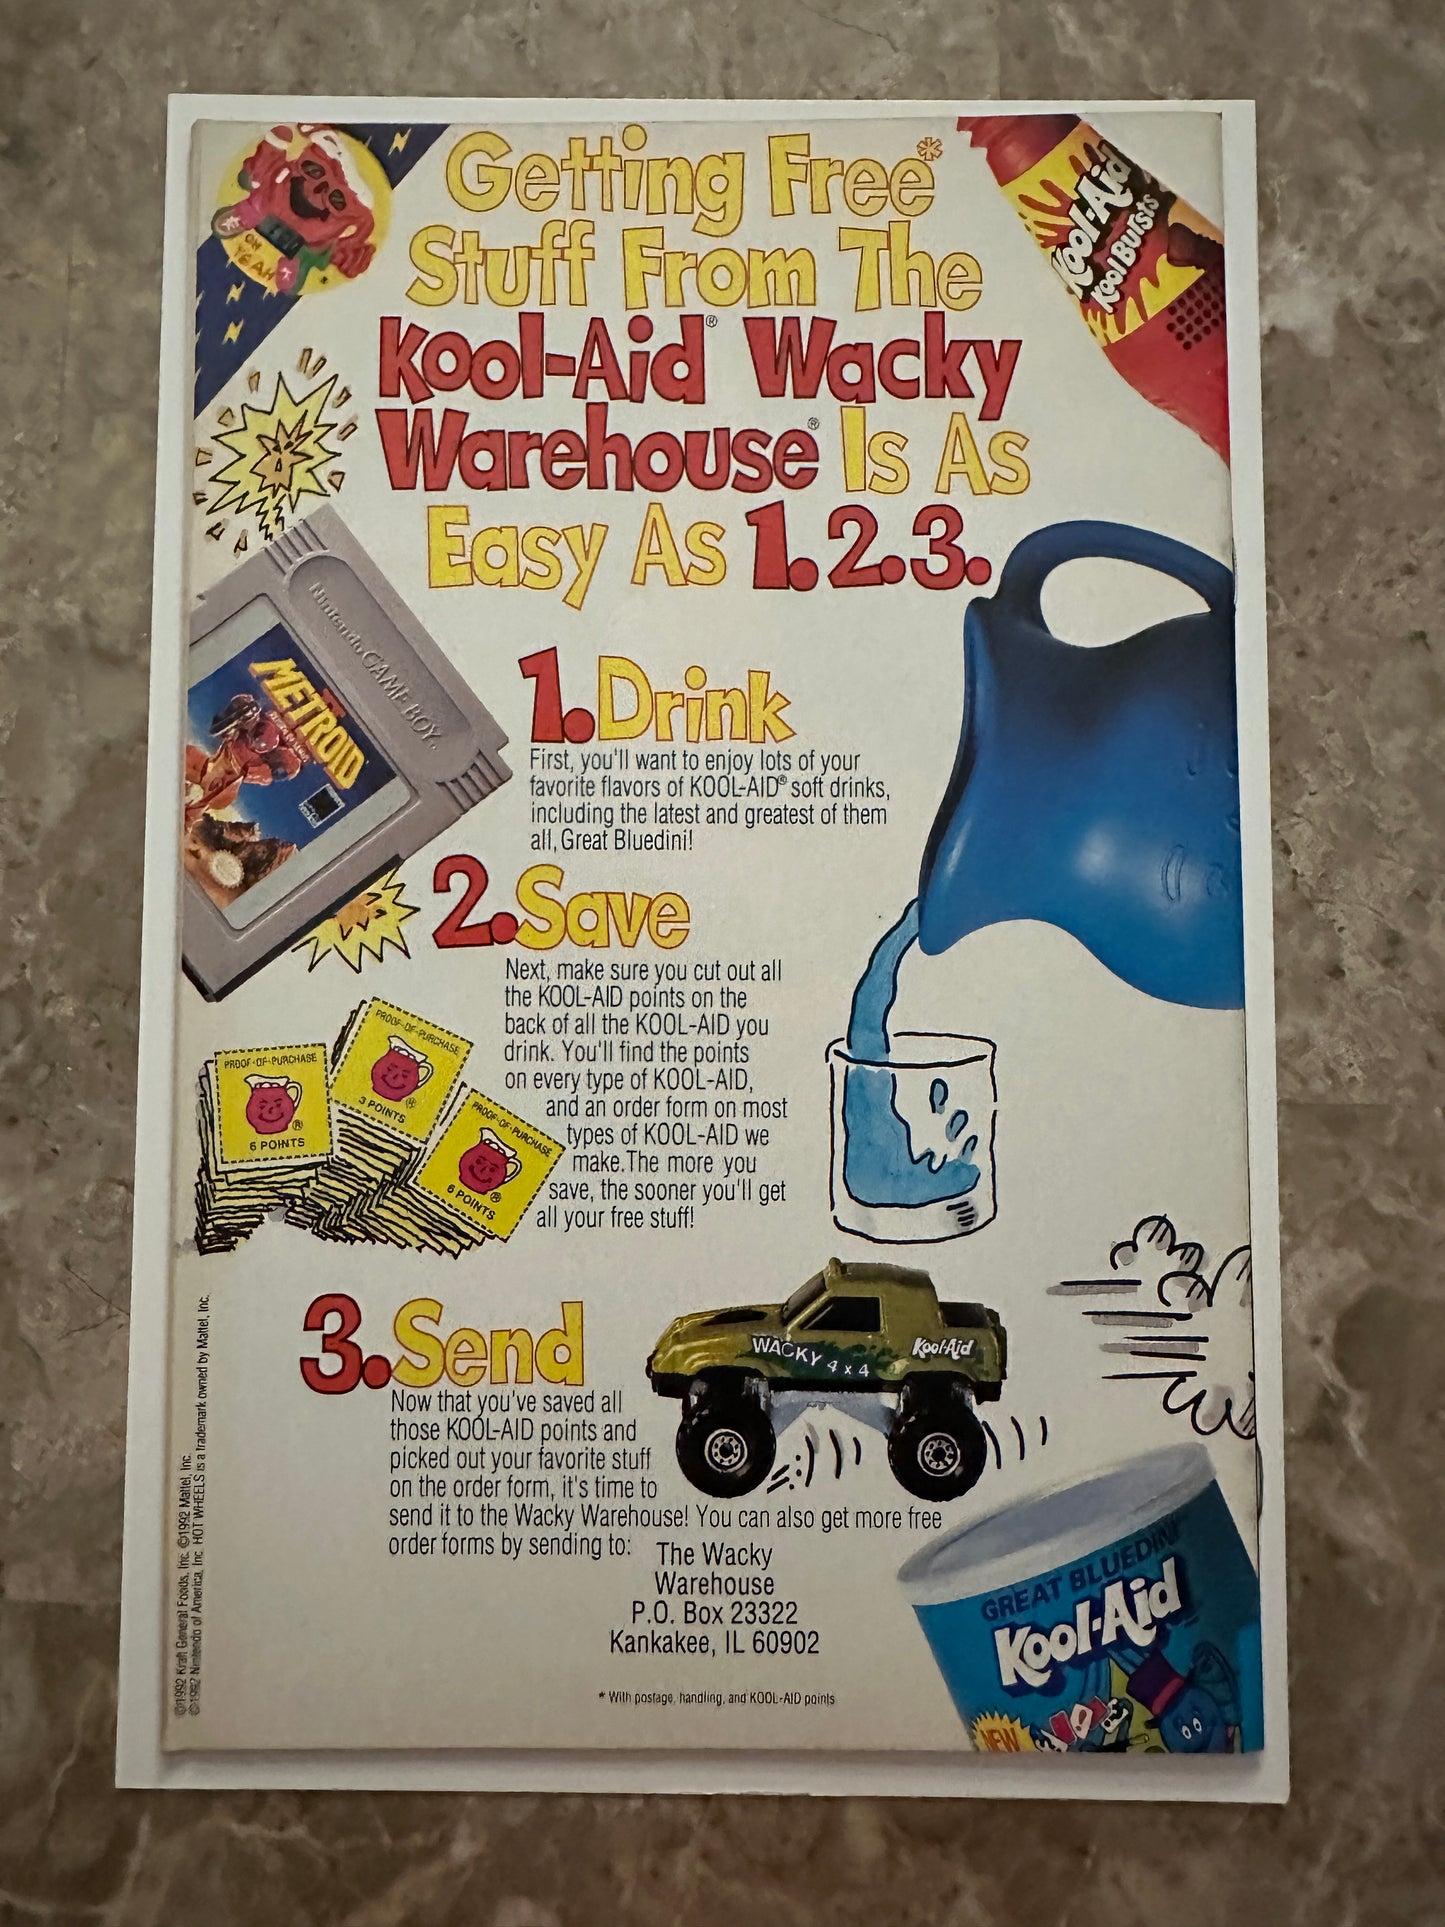 OH
YEAH
Getting Free*
Stuff From The
Kool-Aid® Wacky
Warehouse® Is As
Easy As 1.2.3.
Kool-Aid
Kool BURSTS
Nintendo GAME BOY
METROID
1.Drink
First, you'll want to enjoy lots of your
favorite flavors of KOOL-AID® soft drinks,
including the latest and greatest of them
all, Great Bluedini!
2.Save
Next, make sure you cut out all
the KOOL-AID points on the
back of all the KOOL-AID you
drink. You'll find the points
on every type of KOOL-AID,
and an order form on most
types of KOOL-AID we
make.The more you
save, the sooner you'll get
all your free stuff!
PROOF-OF-PURCHASE
®
6 POINTS
PROOF-OF-PURCHASE
®
3 POINTS
PROOF-OF-PURCHASE
®
6 POINTS
3.Send
Now that you've saved all
those KOOL-AID points and
picked out your favorite stuff
on the order form, it's time to
send it to the Wacky Warehouse! You can also get more free
order forms by sending to:
The Wacky
Warehouse
P.O. Box 23322
Kankakee, IL 60902
* With postage, handling, and KOOL-AID points
WACKY 4 x 4
Kool-Aid
GREAT BLUEDINI
Kool-Aid
NEW
©1992 Kraft General Foods, Inc. ©1992 Mattel, Inc.
©1992 Nintendo of America, Inc. HOT WHEELS is a trademark owned by Mattel, Inc.